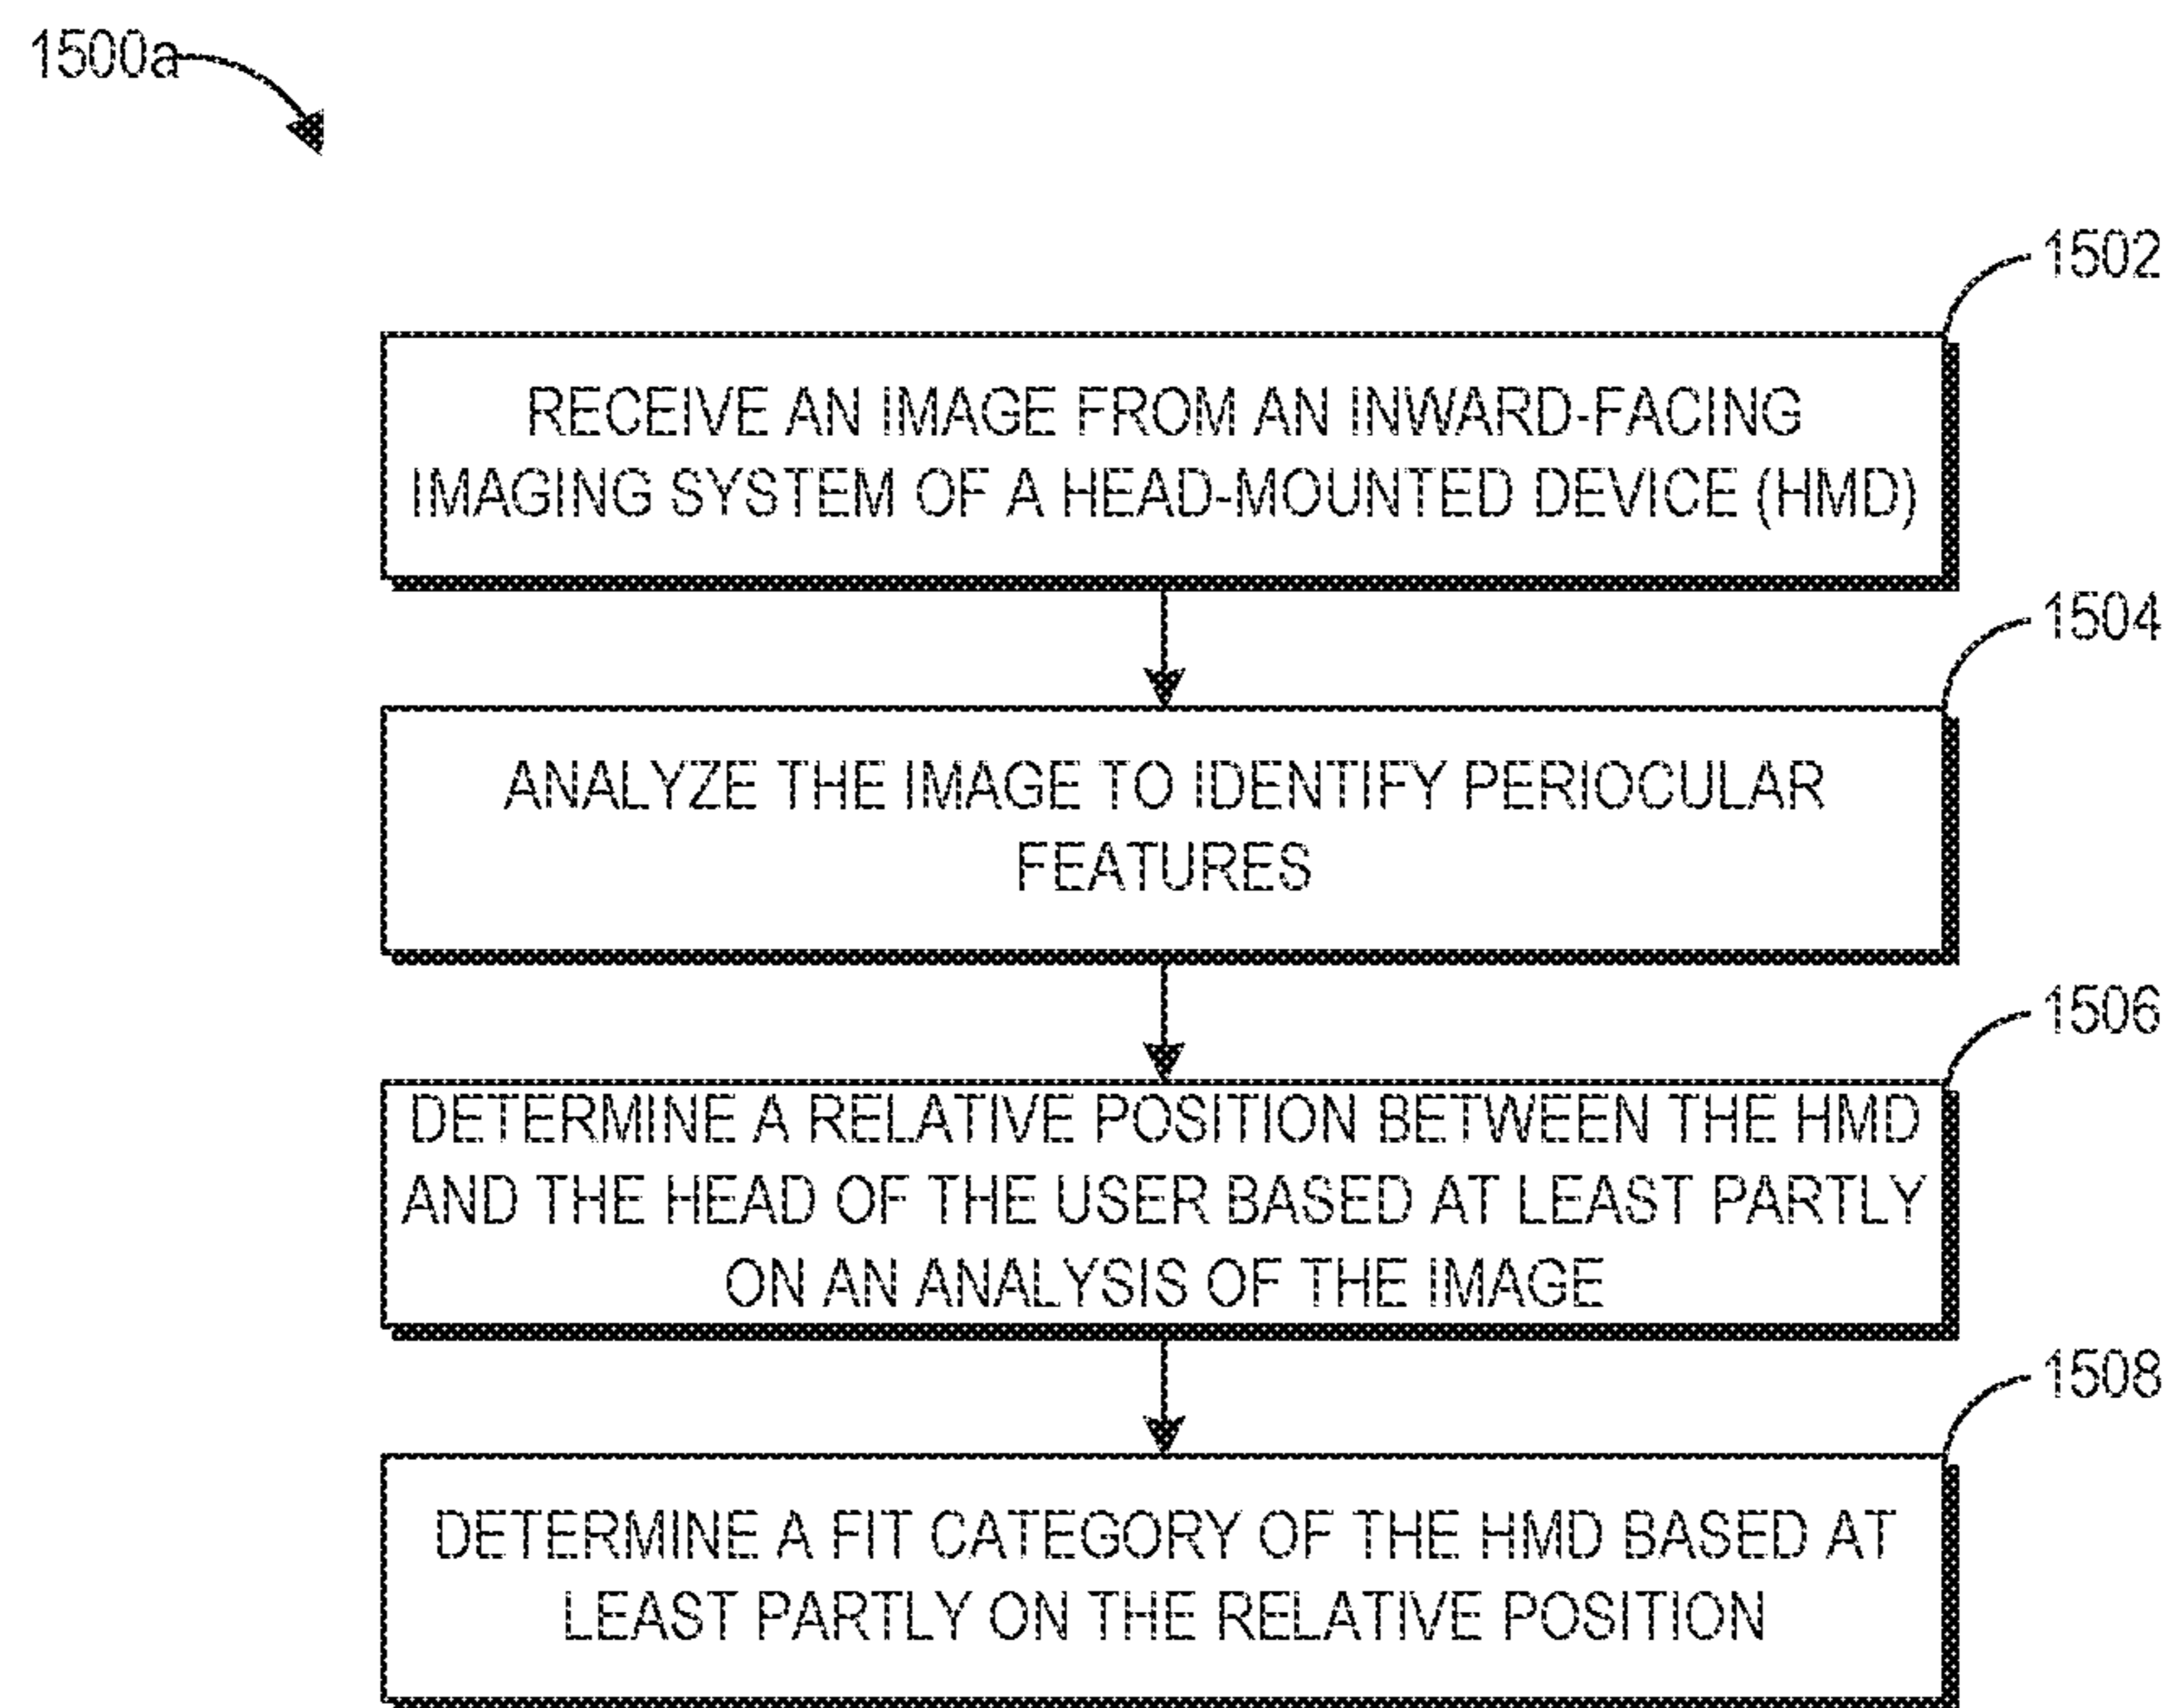 1500a
1502
RECEIVE AN IMAGE FROM AN INWARD-FACING
IMAGING SYSTEM OF A HEAD-MOUNTED DEVICE (HMD)
1504
ANALYZE THE IMAGE TO IDENTIFY PERIOCULAR
FEATURES
1506
DETERMINE A RELATIVE POSITION BETWEEN THE HMD
AND THE HEAD OF THE USER BASED AT LEAST PARTLY
ON AN ANALYSIS OF THE IMAGE
1508
DETERMINE A FIT CATEGORY OF THE HMD BASED AT
LEAST PARTLY ON THE RELATIVE POSITION